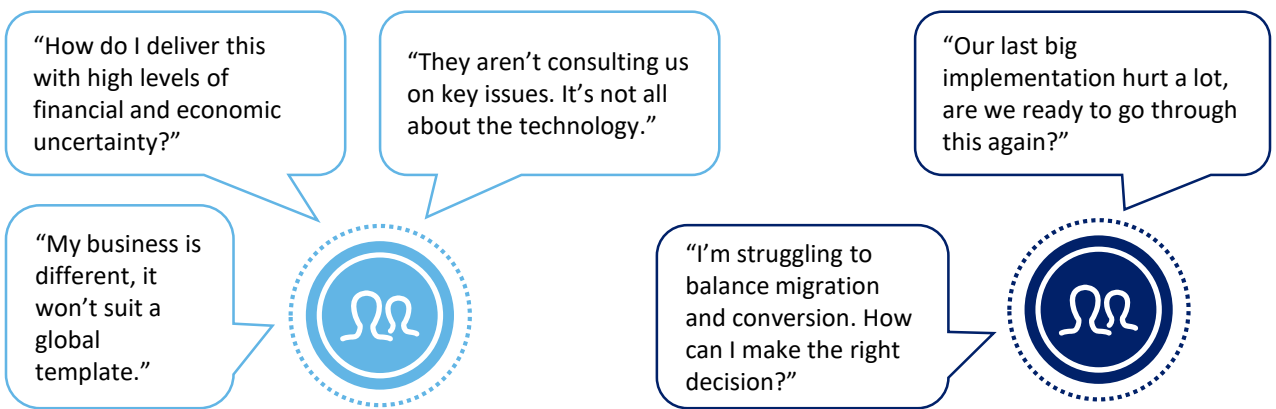 “How do I deliver this
with high levels of
financial and economic
uncertainty?”
“They aren’t consulting us
on key issues. It’s not all
about the technology.”
“My business is
different, it
won’t suit a
global
template.”
“Our last big
implementation hurt a lot,
are we ready to go through
this again?”
“I’m struggling to
balance migration
and conversion. How
can I make the right
decision?”